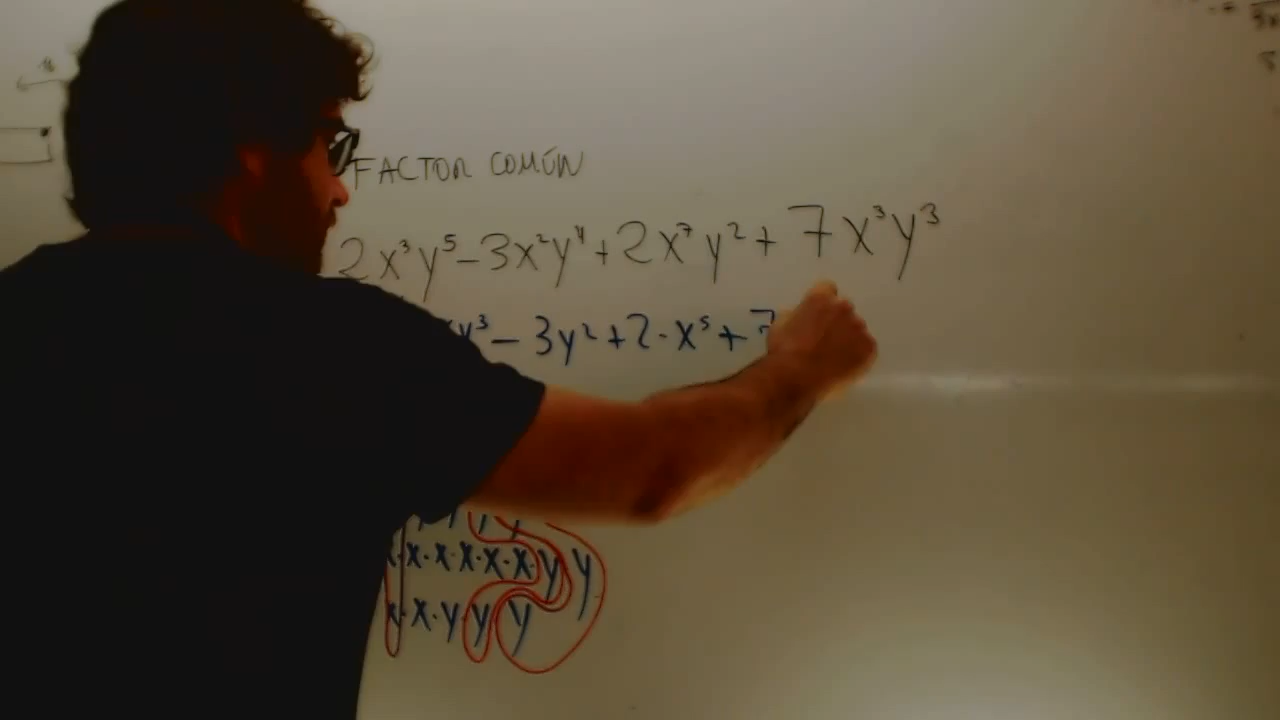 FACTOR COMÚN
2x³y⁵-3x²y⁴+2x⁷y²+7x³y³
y³-3y²+2·x⁵+7
x·x·x·x·x·y y
x·x·y·y y